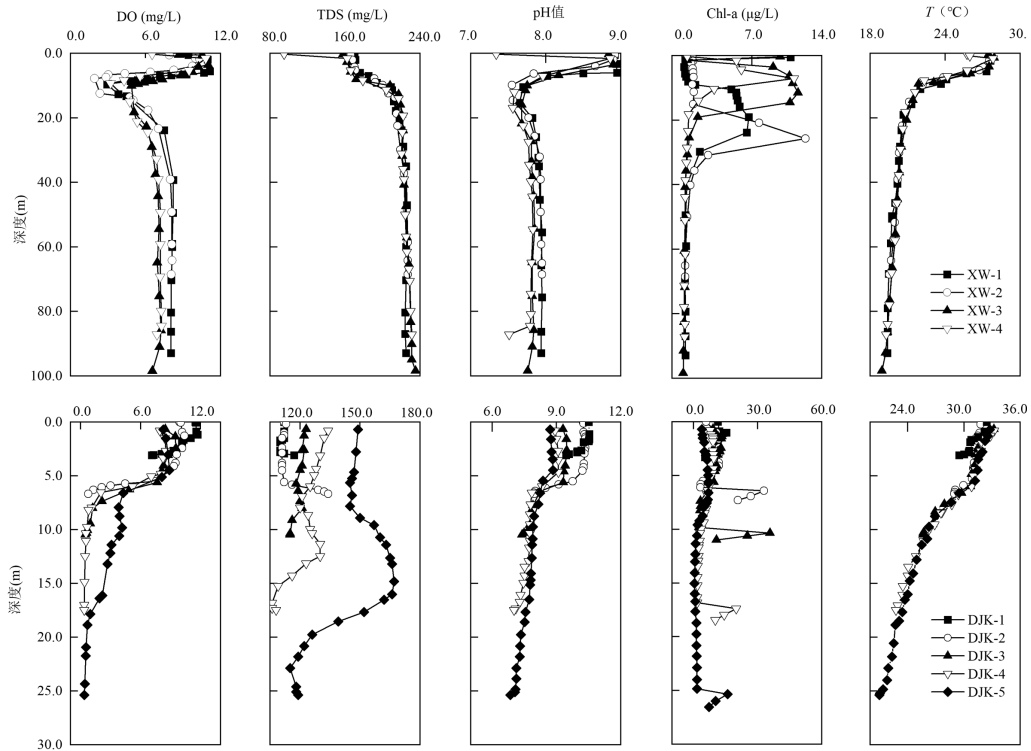 DO (mg/L) TDS (mg/L) pH值 Chl-a (μg/L) T（℃）
0.0 6.0 12.0 80.0 160.0 240.0 7.0 8.0 9.0 0.0 7.0 14.0 18.0 24.0 30.
0.0
20.0
40.0
60.0
80.0
100.0
深度(m)
XW-1
XW-2
XW-3
XW-4
0.0 6.0 12.0 120.0 150.0 180.0 6.0 9.0 12.0 0.0 30.0 60.0 24.0 30.0 36.0
0.0
5.0
10.0
15.0
20.0
25.0
30.0
深度(m)
DJK-1
DJK-2
DJK-3
DJK-4
DJK-5